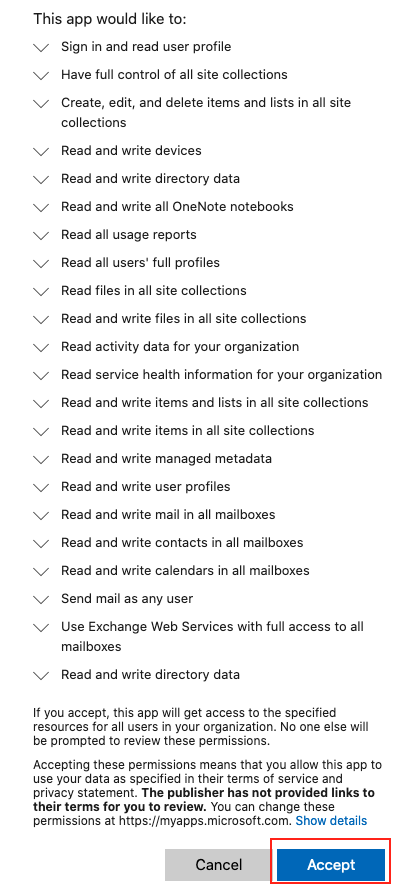 This app would like to:
Sign in and read user profile
Have full control of all site collections
Create, edit, and delete items and lists in all site
collections
Read and write devices
Read and write directory data
Read and write all OneNote notebooks
Read all usage reports
Read all users' full profiles
Read files in all site collections
Read and write files in all site collections
Read activity data for your organization
Read service health information for your organization
Read and write items and lists in all site collections
Read and write items in all site collections
Read and write managed metadata
Read and write user profiles
Read and write mail in all mailboxes
Read and write contacts in all mailboxes
Read and write calendars in all mailboxes
Send mail as any user
Use Exchange Web Services with full access to all
mailboxes
Read and write directory data
If you accept, this app will get access to the specified
resources for all users in your organization. No one else will
be prompted to review these permissions.
Accepting these permissions means that you allow this app to
use your data as specified in their terms of service and
privacy statement. The publisher has not provided links to
their terms for you to review. You can change these
permissions at https://myapps.microsoft.com. Show details
Cancel Accept